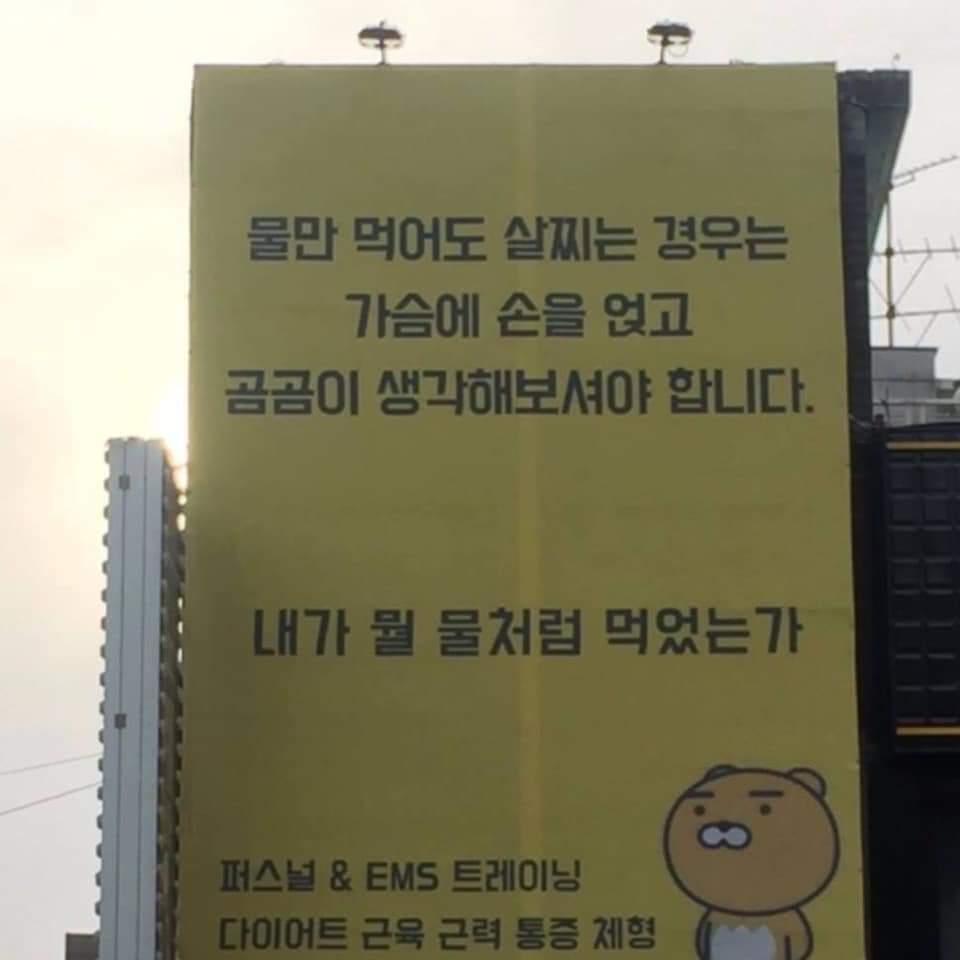 물만 먹어도 살찌는 경우는
가슴에 손을 얹고
곰곰이 생각해보셔야 합니다.
내가 뭘 물처럼 먹었는가
퍼스널 & EMS 트레이닝
다이어트 근육 근력 통증 체형